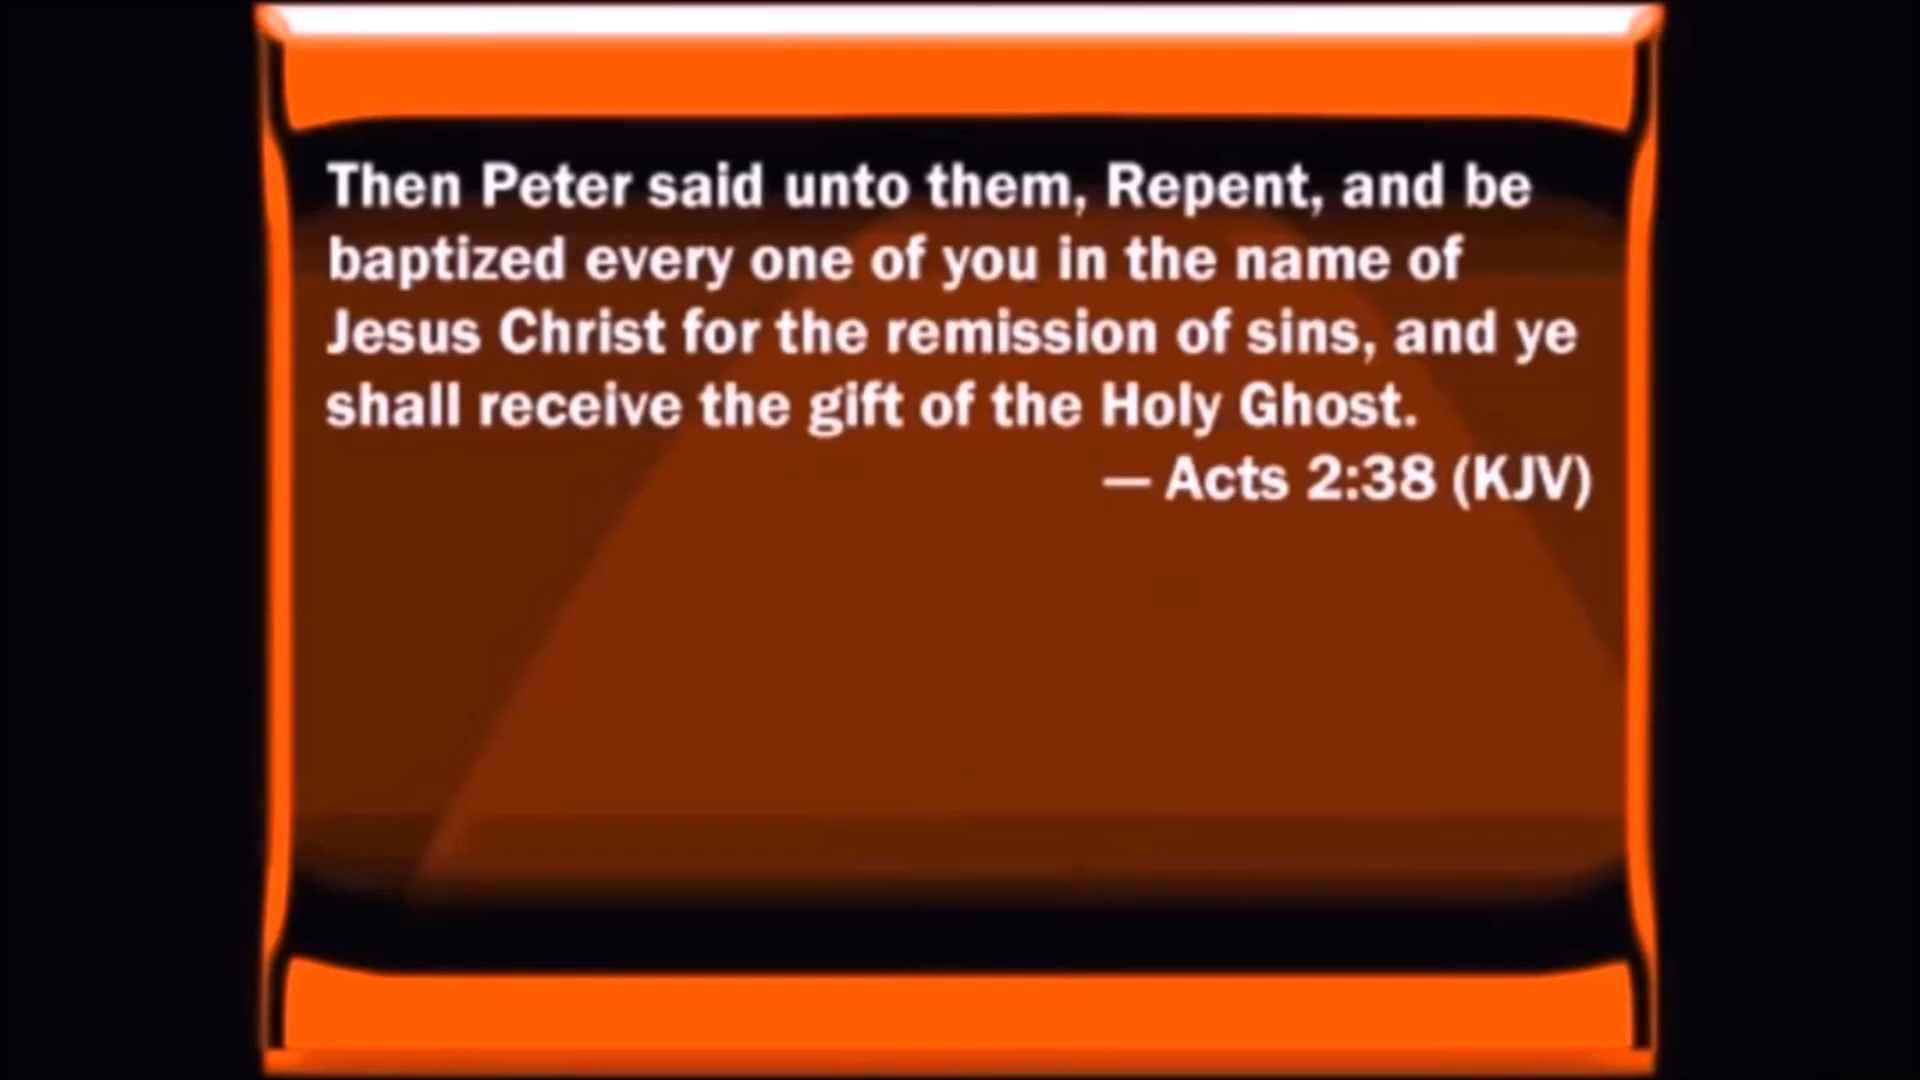 Then Peter said unto them, Repent, and be
baptized every one of you in the name of
Jesus Christ for the remission of sins, and ye
shall receive the gift of the Holy Ghost.
— Acts 2:38 (KJV)